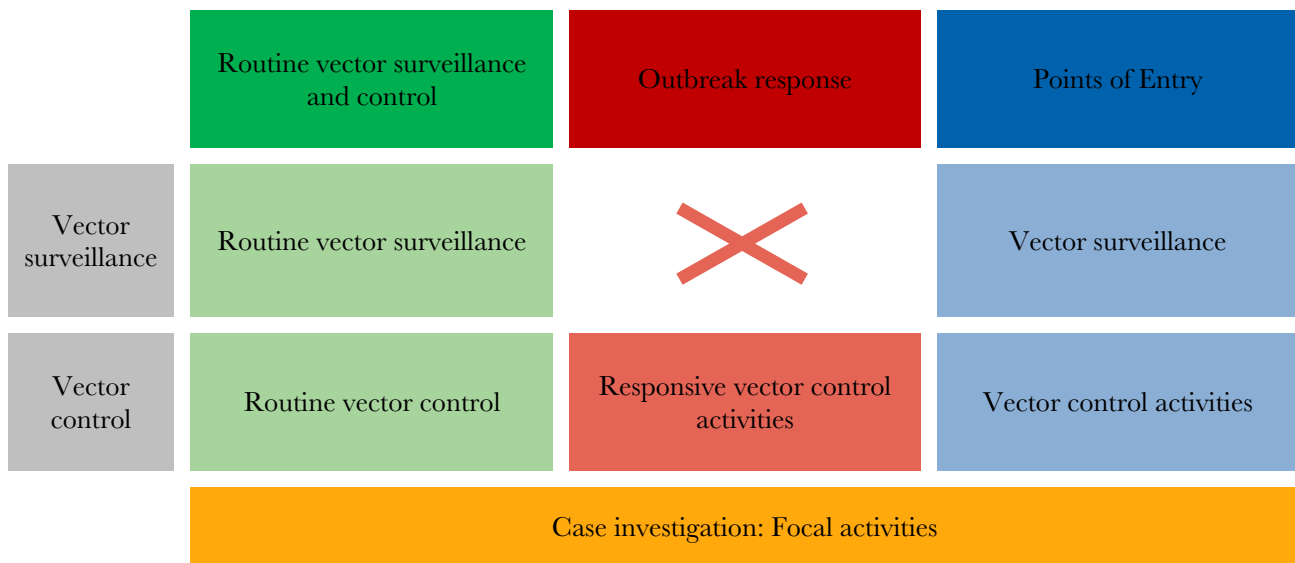 Routine vector surveillance
and control
Outbreak response
Points of Entry
Vector
surveillance
Routine vector surveillance
Vector surveillance
Vector
control
Routine vector control
Responsive vector control
activities
Vector control activities
Case investigation: Focal activities